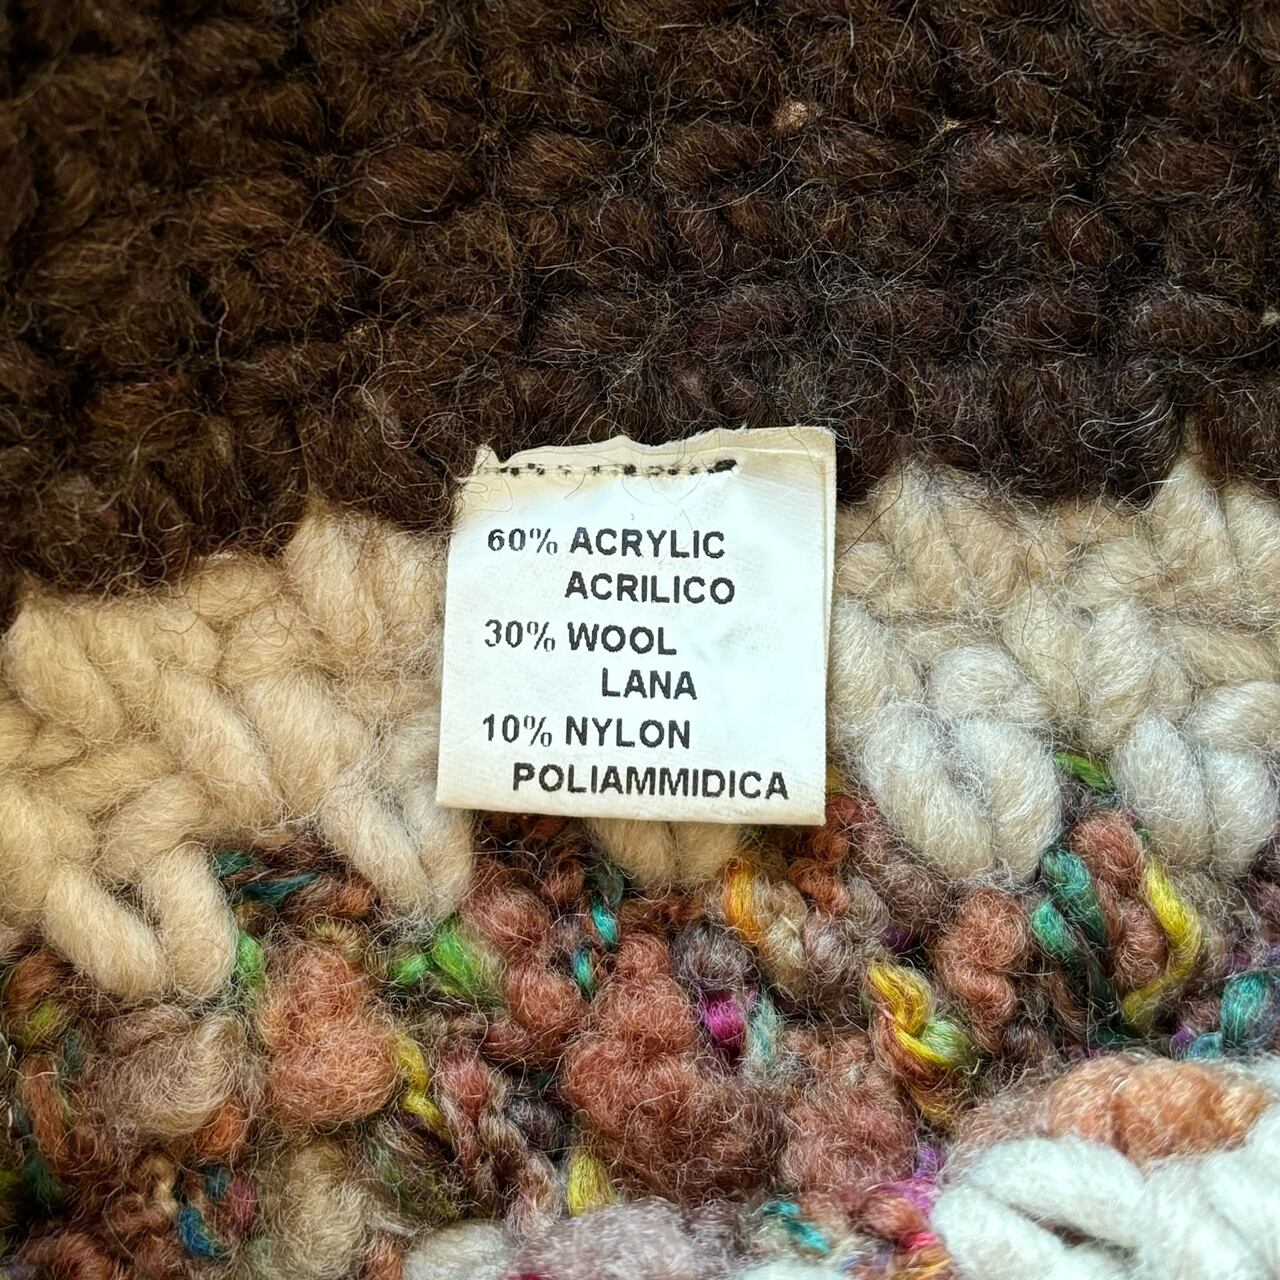 60% ACRYLIC
ACRILICO
30% WOOL
LANA
10% NYLON
POLIAMMIDICA